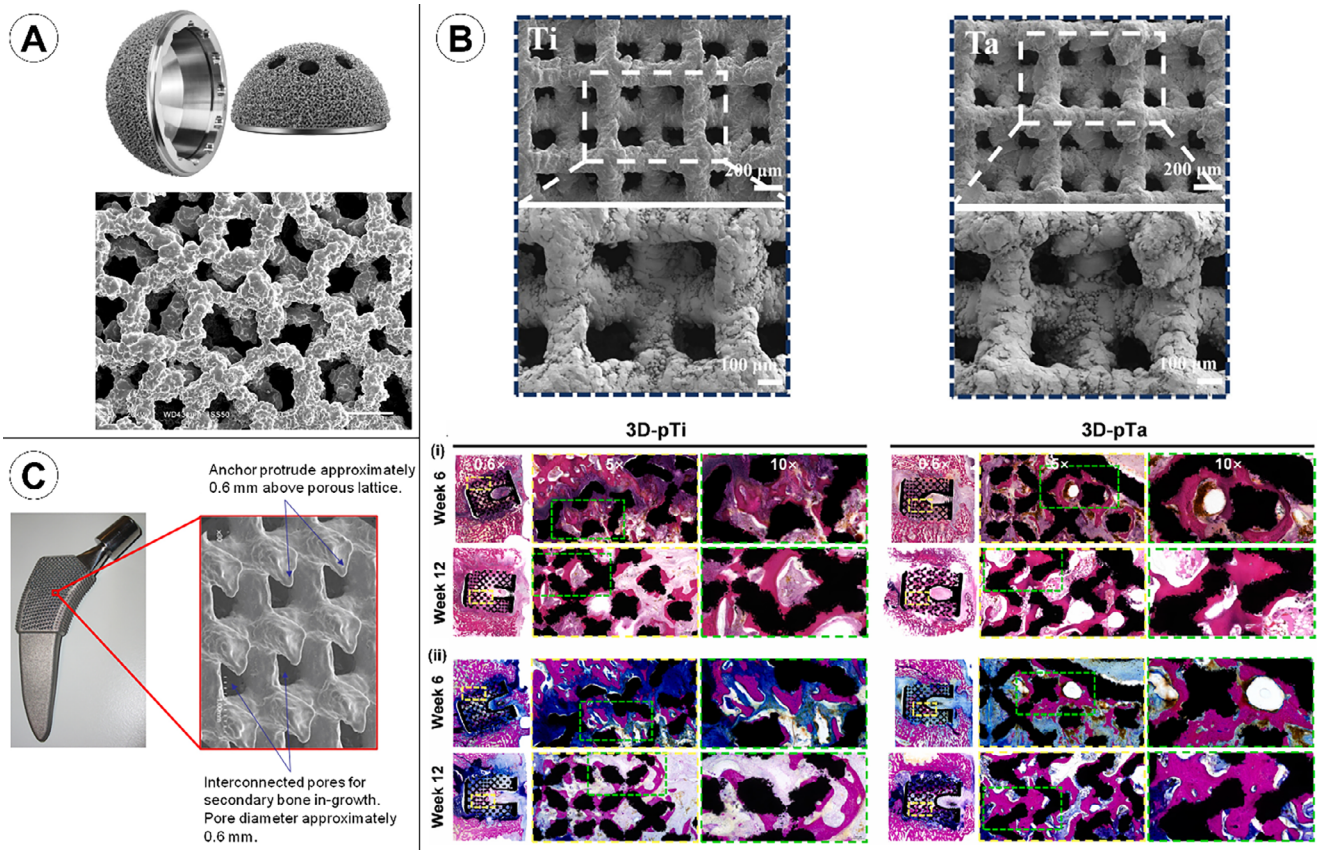 A
B
Ti
200 μm
100 μm
Ta
200 μm
100 μm
C
Anchor protrude approximately
0.6 mm above porous lattice.
Interconnected pores for
secondary bone in-growth.
Pore diameter approximately
0.6 mm.
3D-pTi
3D-pTa
(i)
Week 6
0.6×
5×
10×
0.6×
5×
10×
Week 12
(ii)
Week 6
Week 12